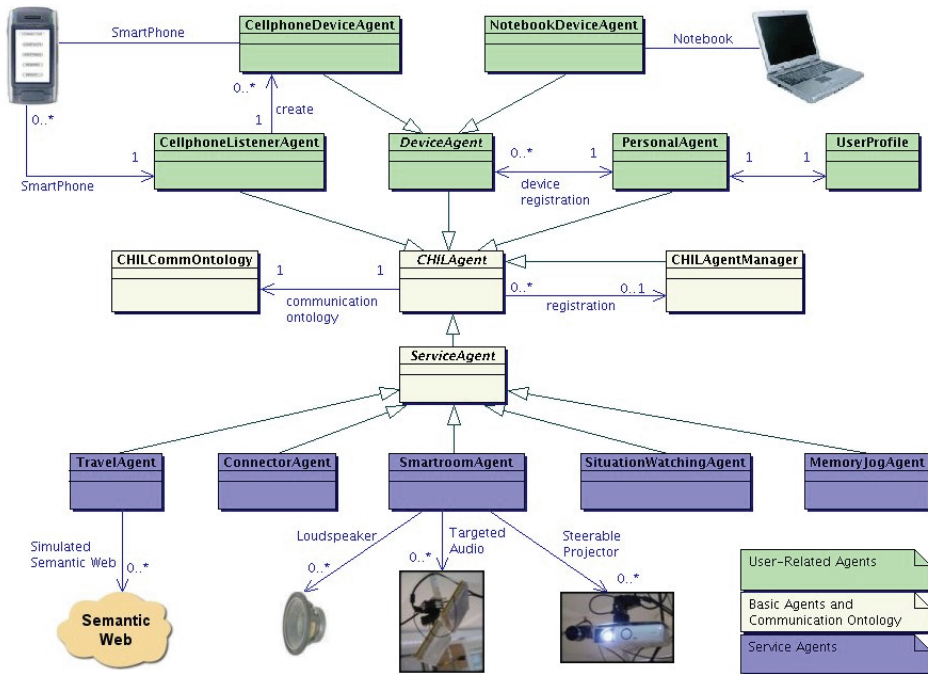 CellphoneDeviceAgent
NotebookDeviceAgent
SmartPhone
Notebook
0..*
create
1
0..*
CellphoneListenerAgent
DeviceAgent
PersonalAgent
UserProfile
1
0..*
1
1
1
SmartPhone
device
registration
CHILCommOntology
CHILAgent
CHILAgentManager
1
1
0..*
0..1
communication
ontology
registration
ServiceAgent
TravelAgent
ConnectorAgent
SmartroomAgent
SituationWatchingAgent
MemoryJogAgent
Simulated
Semantic Web
0..*
Loudspeaker
0..*
Targeted
Audio
0..*
Steerable
Projector
0..*
Semantic
Web
User-Related Agents
Basic Agents and
Communication Ontology
Service Agents